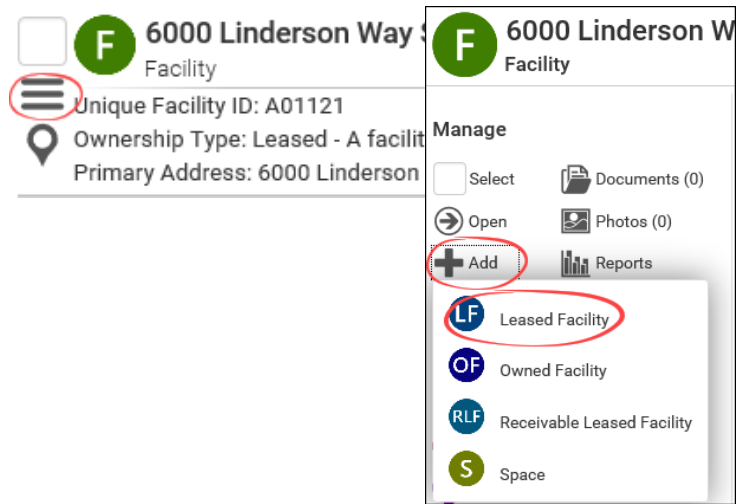 F
6000 Linderson Way
Facility
Unique Facility ID: A01121
Ownership Type: Leased - A facilit
Primary Address: 6000 Linderson
F
6000 Linderson W
Facility
Manage
Select
Documents (0)
Open
Photos (0)
Add
Reports
LF
Leased Facility
OF
Owned Facility
RLF
Receivable Leased Facility
S
Space